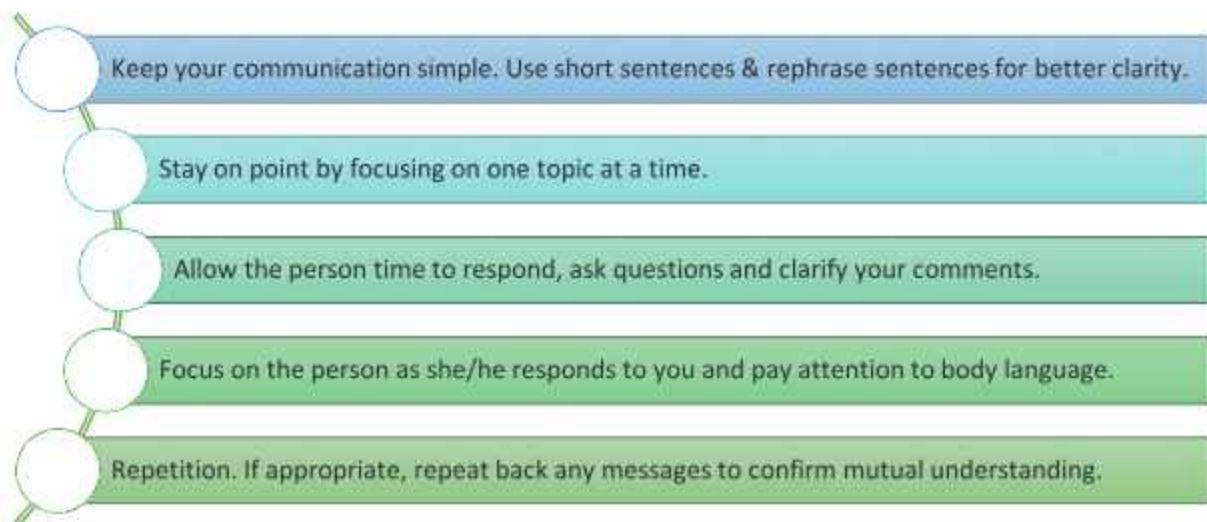 Keep your communication simple. Use short sentences & rephrase sentences for better clarity.
Stay on point by focusing on one topic at a time.
Allow the person time to respond, ask questions and clarify your comments.
Focus on the person as she/he responds to you and pay attention to body language.
Repetition. If appropriate, repeat back any messages to confirm mutual understanding.